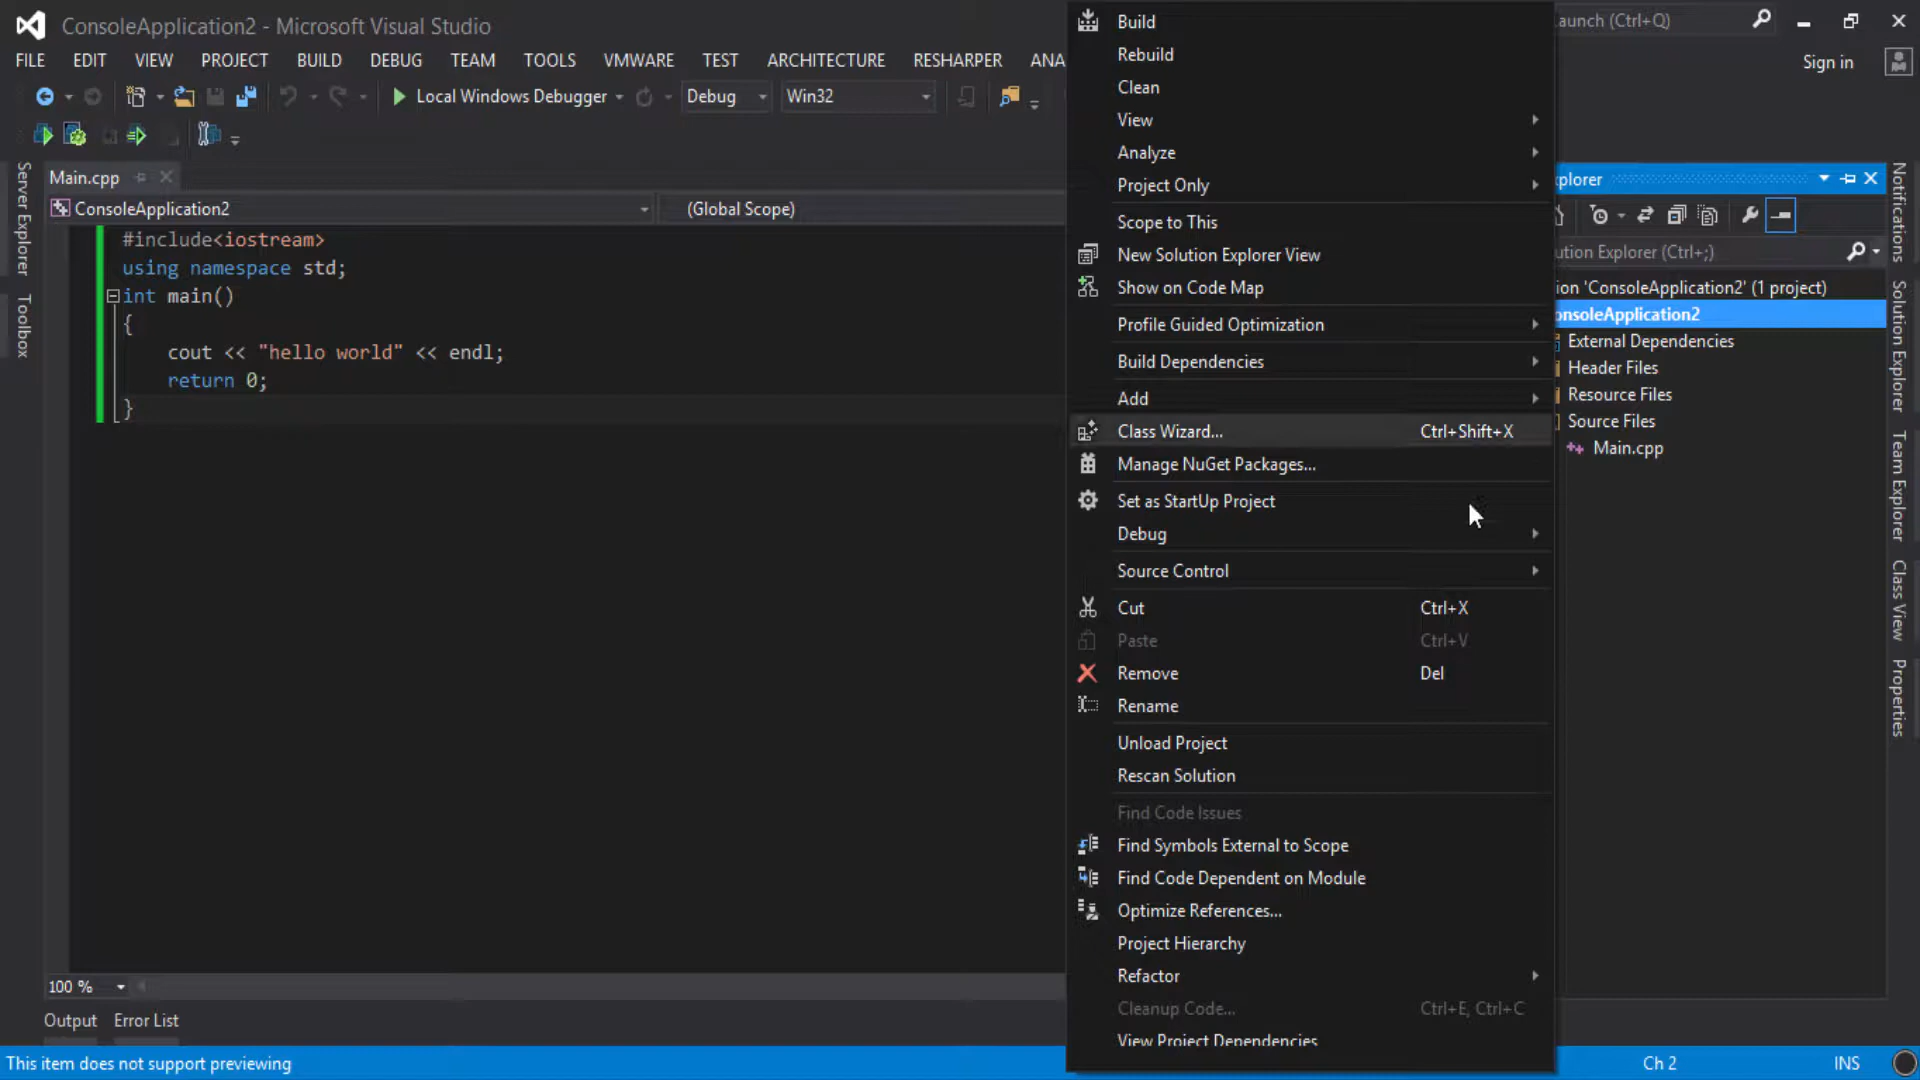 ConsoleApplication2 - Microsoft Visual Studio
aunch (Ctrl+Q)
FILE EDIT VIEW PROJECT BUILD DEBUG TEAM TOOLS VMWARE TEST ARCHITECTURE RESHARPER ANA
Sign in
Local Windows Debugger Debug Win32
Server Explorer
Toolbox
Main.cpp
ConsoleApplication2
(Global Scope)
#include<iostream>
using namespace std;
int main()
{
cout << "hello world" << endl;
return 0;
}
100 %
Output Error List
Build
Rebuild
Clean
View
Analyze
Project Only
Scope to This
New Solution Explorer View
Show on Code Map
Profile Guided Optimization
Build Dependencies
Add
Class Wizard... Ctrl+Shift+X
Manage NuGet Packages...
Set as StartUp Project
Debug
Source Control
Cut Ctrl+X
Paste Ctrl+V
Remove Del
Rename
Unload Project
Rescan Solution
Find Code Issues
Find Symbols External to Scope
Find Code Dependent on Module
Optimize References...
Project Hierarchy
Refactor
Cleanup Code... Ctrl+E, Ctrl+C
View Project Dependencies
plorer
ution Explorer (Ctrl+;)
ion 'ConsoleApplication2' (1 project)
onsoleApplication2
External Dependencies
Header Files
Resource Files
Source Files
Main.cpp
Notifications
Solution Explorer
Team Explorer
Class View
Properties
This item does not support previewing
Ch 2
INS